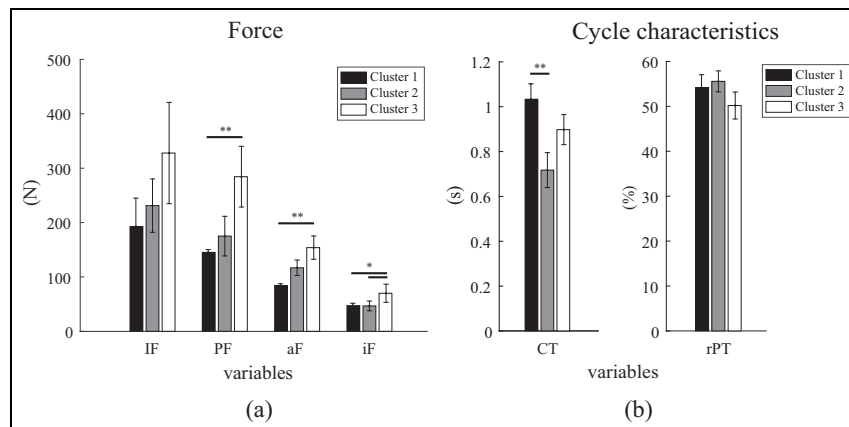 Force
500
400
300
200
100
0
(N)
Cluster 1
Cluster 2
Cluster 3
**
**
*
IF PF aF iF
variables
(a)
Cycle characteristics
1.2
1
0.8
0.6
0.4
0.2
0
(s)
**
CT
60
50
40
30
20
10
0
(%)
Cluster 1
Cluster 2
Cluster 3
rPT
variables
(b)